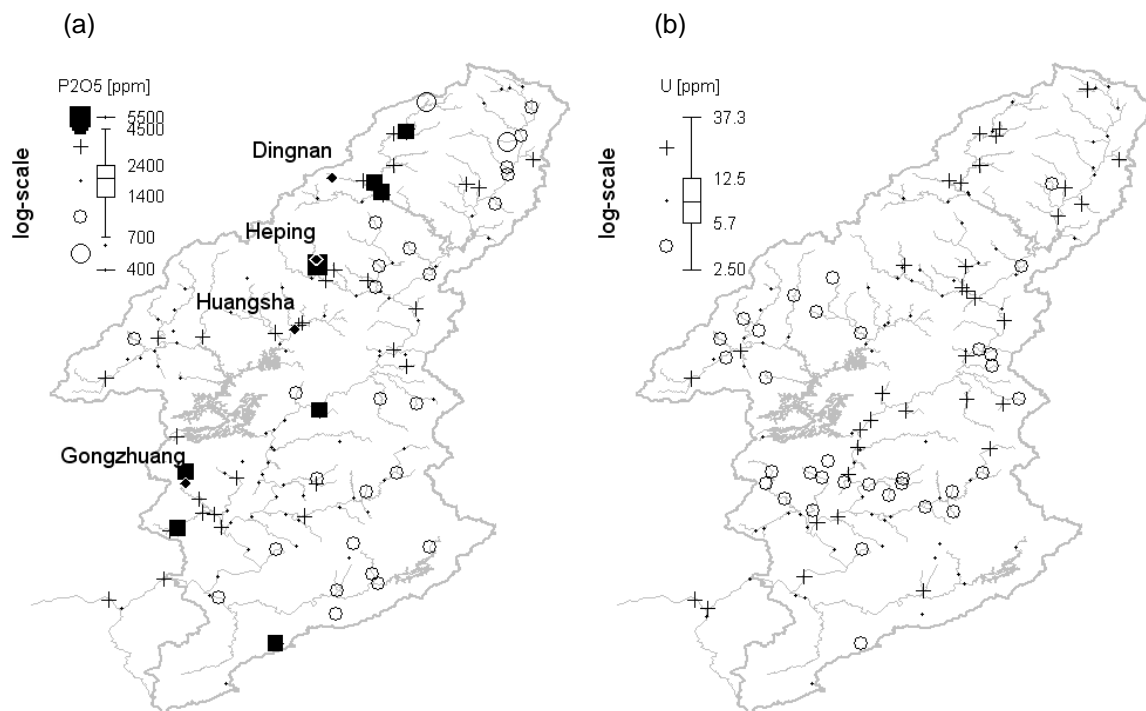 (a)
P2O5 [ppm]
5500
4500
2400
1400
700
400
log-scale
Dingnan
Heping
Huangsha
Gongzhuang
(b)
U [ppm]
37.3
12.5
5.7
2.50
log-scale